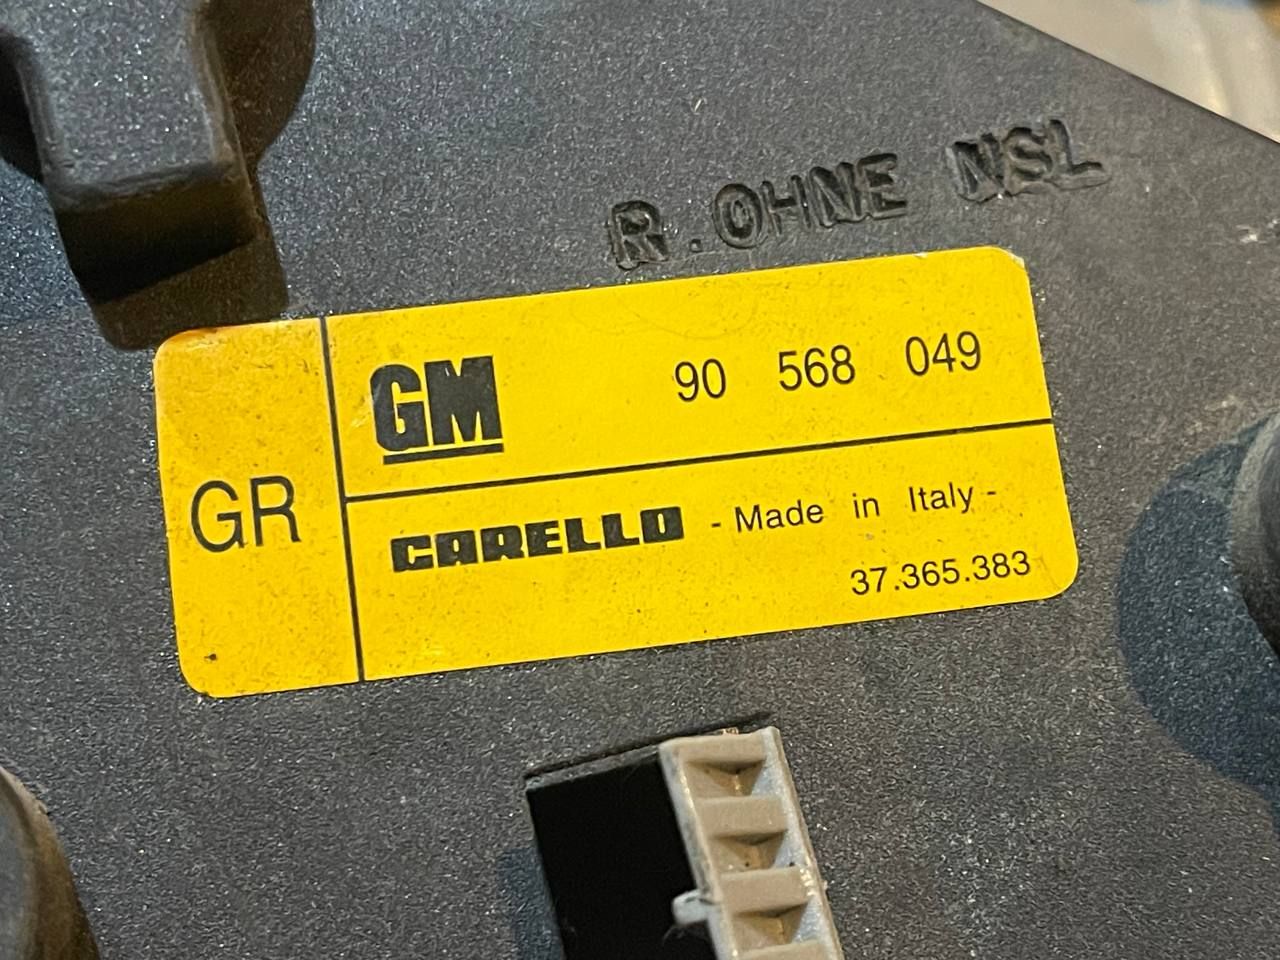 R.OHNE NSL
GR
GM 90 568 049
CARELLO - Made in Italy -
37.365.383